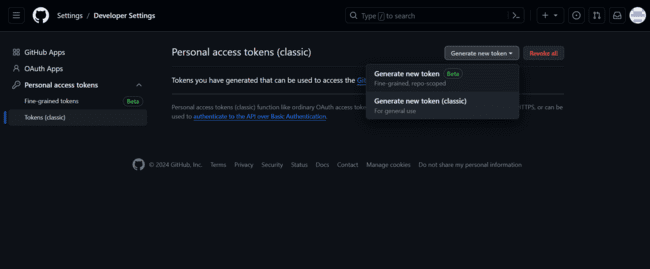 Settings / Developer Settings
Type / to search
GitHub Apps
OAuth Apps
Personal access tokens
Fine-grained tokens Beta
Tokens (classic)
Personal access tokens (classic)
Generate new token
Revoke all
Tokens you have generated that can be used to access the
Generate new token Beta
Fine-grained, repo-scoped
Generate new token (classic)
For general use
Personal access tokens (classic) function like ordinary OAuth access
HTTPS, or can be
used to authenticate to the API over Basic Authentication.
© 2024 GitHub, Inc. Terms Privacy Security Status Docs Contact Manage cookies Do not share my personal information